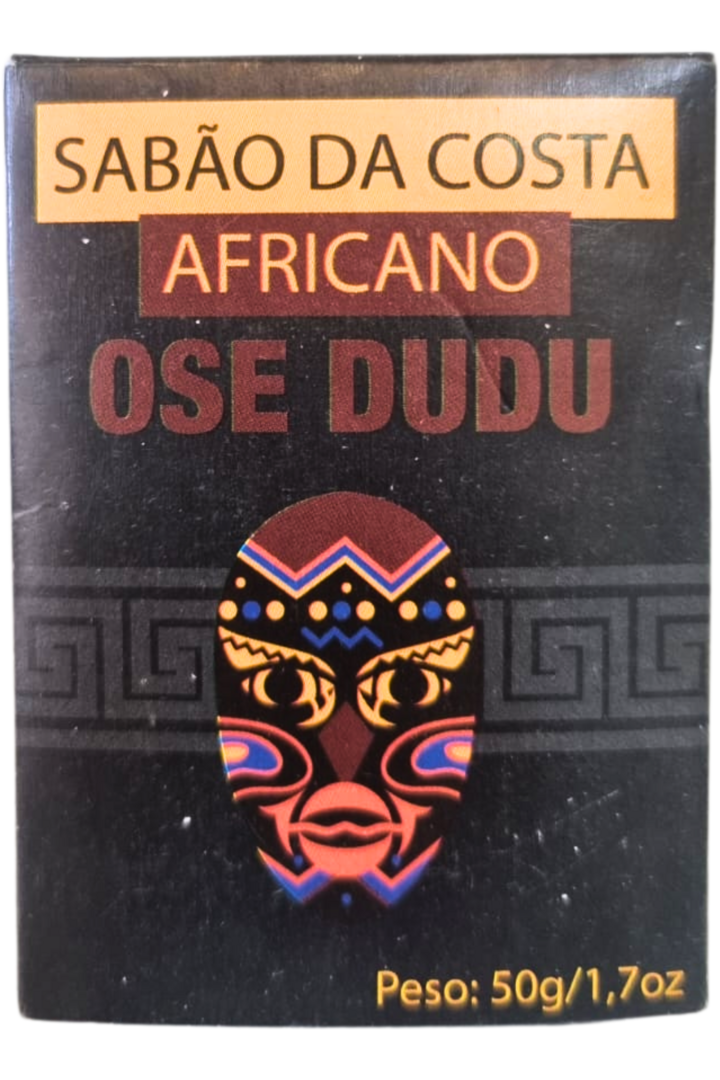 SABÃO DA COSTA
AFRICANO
OSE DUDU
Peso: 50g/1,7oz